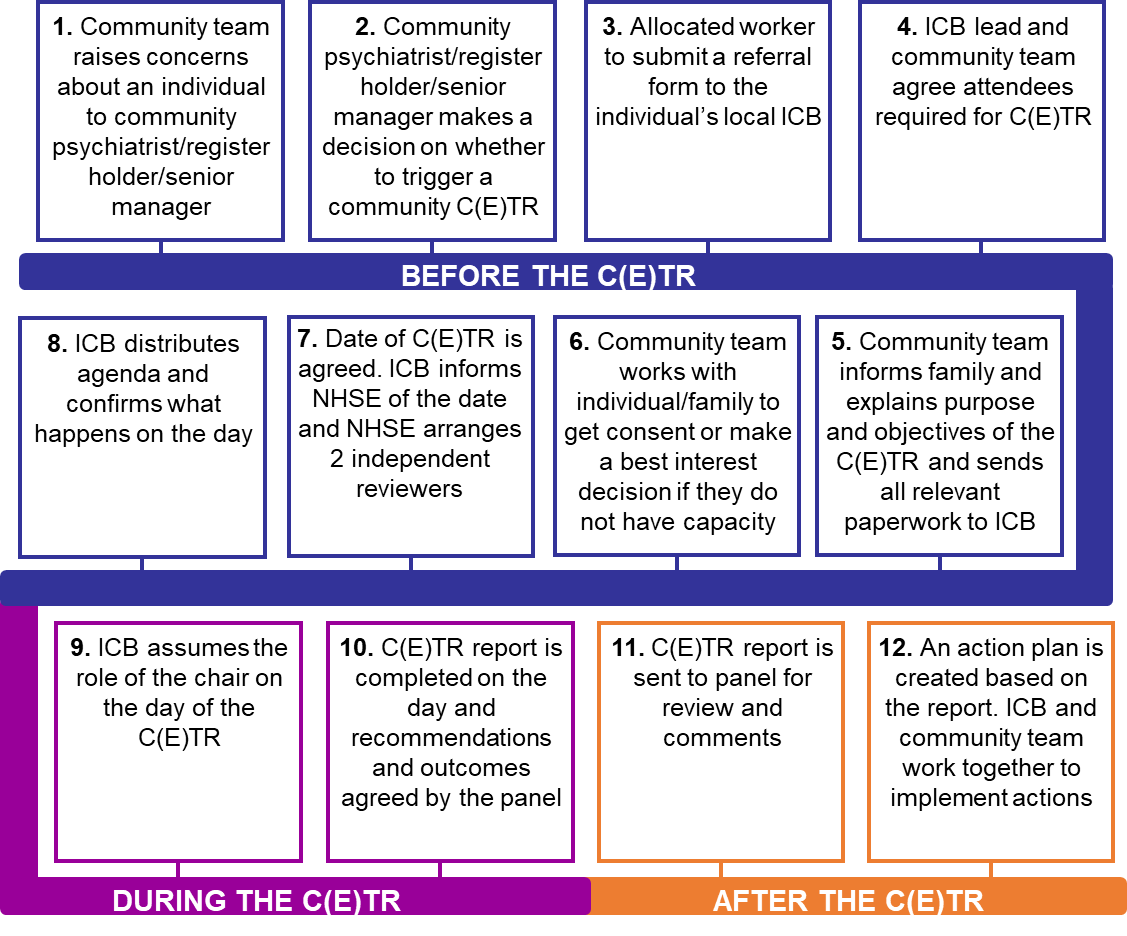 1. Community team
raises concerns
about an individual
to community
psychiatrist/register
holder/senior
manager
2. Community
psychiatrist/register
holder/senior
manager makes a
decision on whether
to trigger a
community C(E)TR
3. Allocated worker
to submit a referral
form to the
individual’s local ICB
4. ICB lead and
community team
agree attendees
required for C(E)TR
BEFORE THE C(E)TR
5. Community team
informs family and
explains purpose
and objectives of the
C(E)TR and sends
all relevant
paperwork to ICB
6. Community team
works with
individual/family to
get consent or make
a best interest
decision if they do
not have capacity
7. Date of C(E)TR is
agreed. ICB informs
NHSE of the date
and NHSE arranges
2 independent
reviewers
8. ICB distributes
agenda and
confirms what
happens on the day
9. ICB assumes the
role of the chair on
the day of the
C(E)TR
10. C(E)TR report is
completed on the
day and
recommendations
and outcomes
agreed by the panel
11. C(E)TR report is
sent to panel for
review and
comments
12. An action plan is
created based on
the report. ICB and
community team
work together to
implement actions
DURING THE C(E)TR
AFTER THE C(E)TR